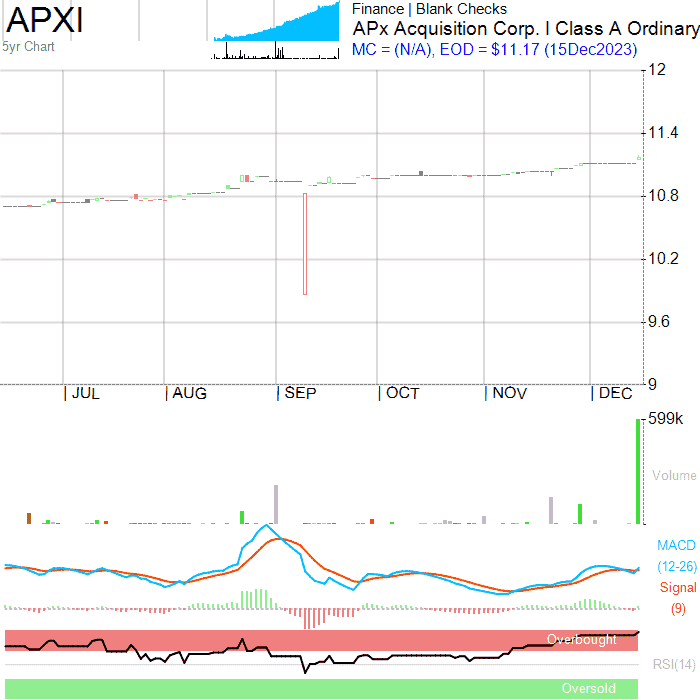 APXI
5yr Chart
Finance | Blank Checks
APx Acquisition Corp. I Class A Ordinary
MC = (N/A), EOD = $11.17 (15Dec2023)
12
11.4
10.8
10.2
9.6
9
| JUL | AUG | SEP | OCT | NOV | DEC
599k
Volume
MACD
(12-26)
Signal
(9)
Overbought
RSI(14)
Oversold